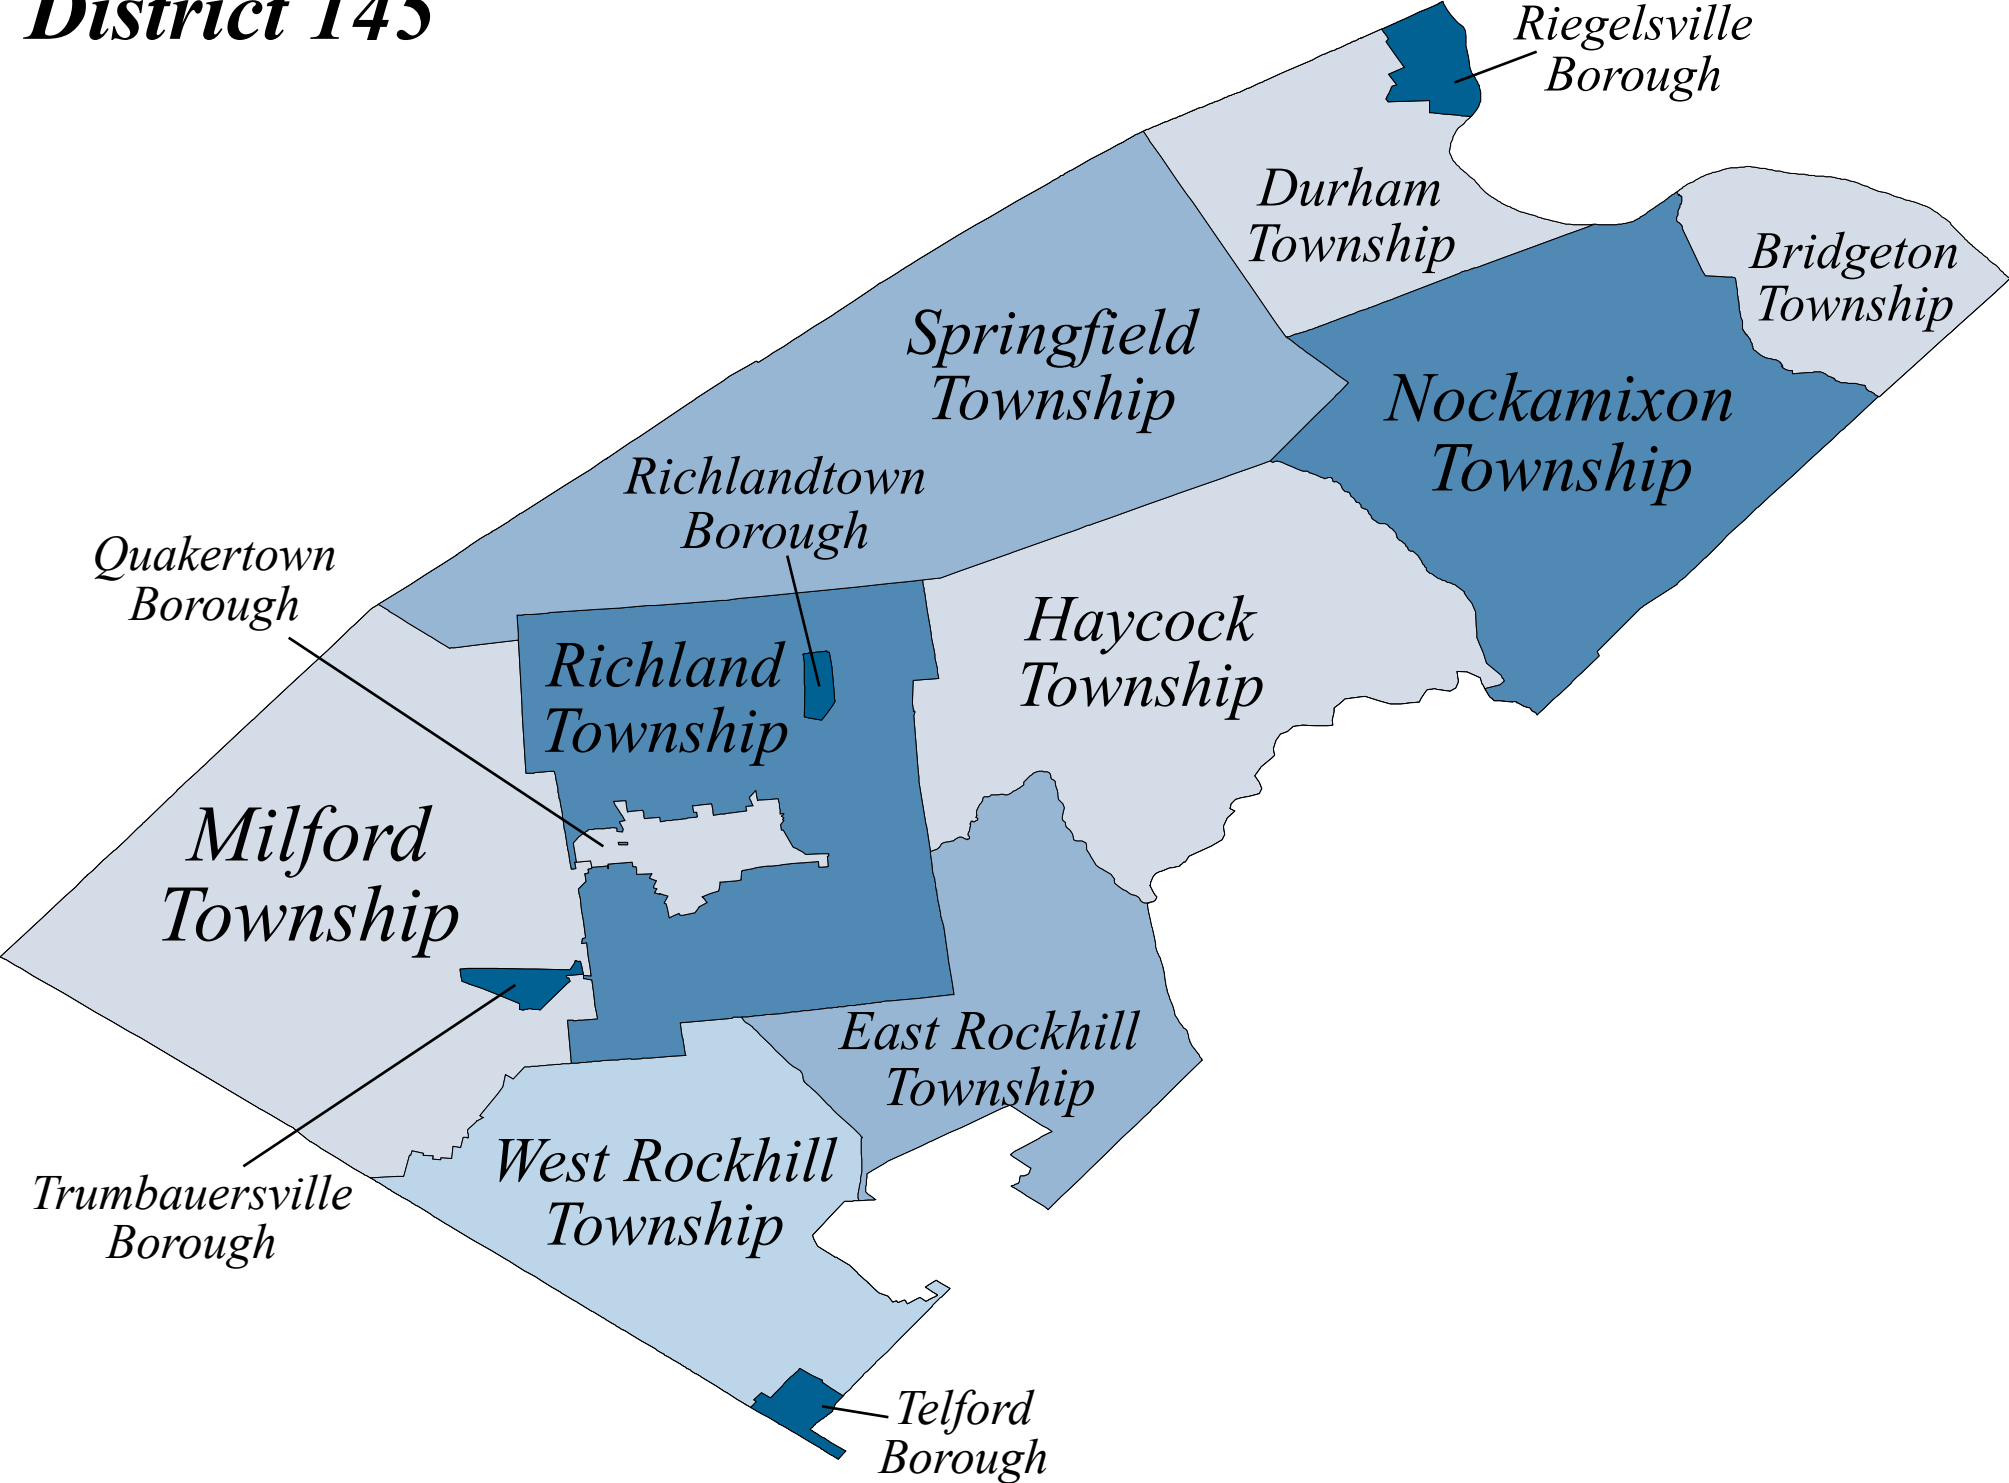 District 145
Riegelsville
Borough
Durham
Township
Bridgeton
Township
Springfield
Township
Nockamixon
Township
Richlandtown
Borough
Quakertown
Borough
Haycock
Township
Richland
Township
Milford
Township
East Rockhill
Township
West Rockhill
Township
Trumbauersville
Borough
Telford
Borough